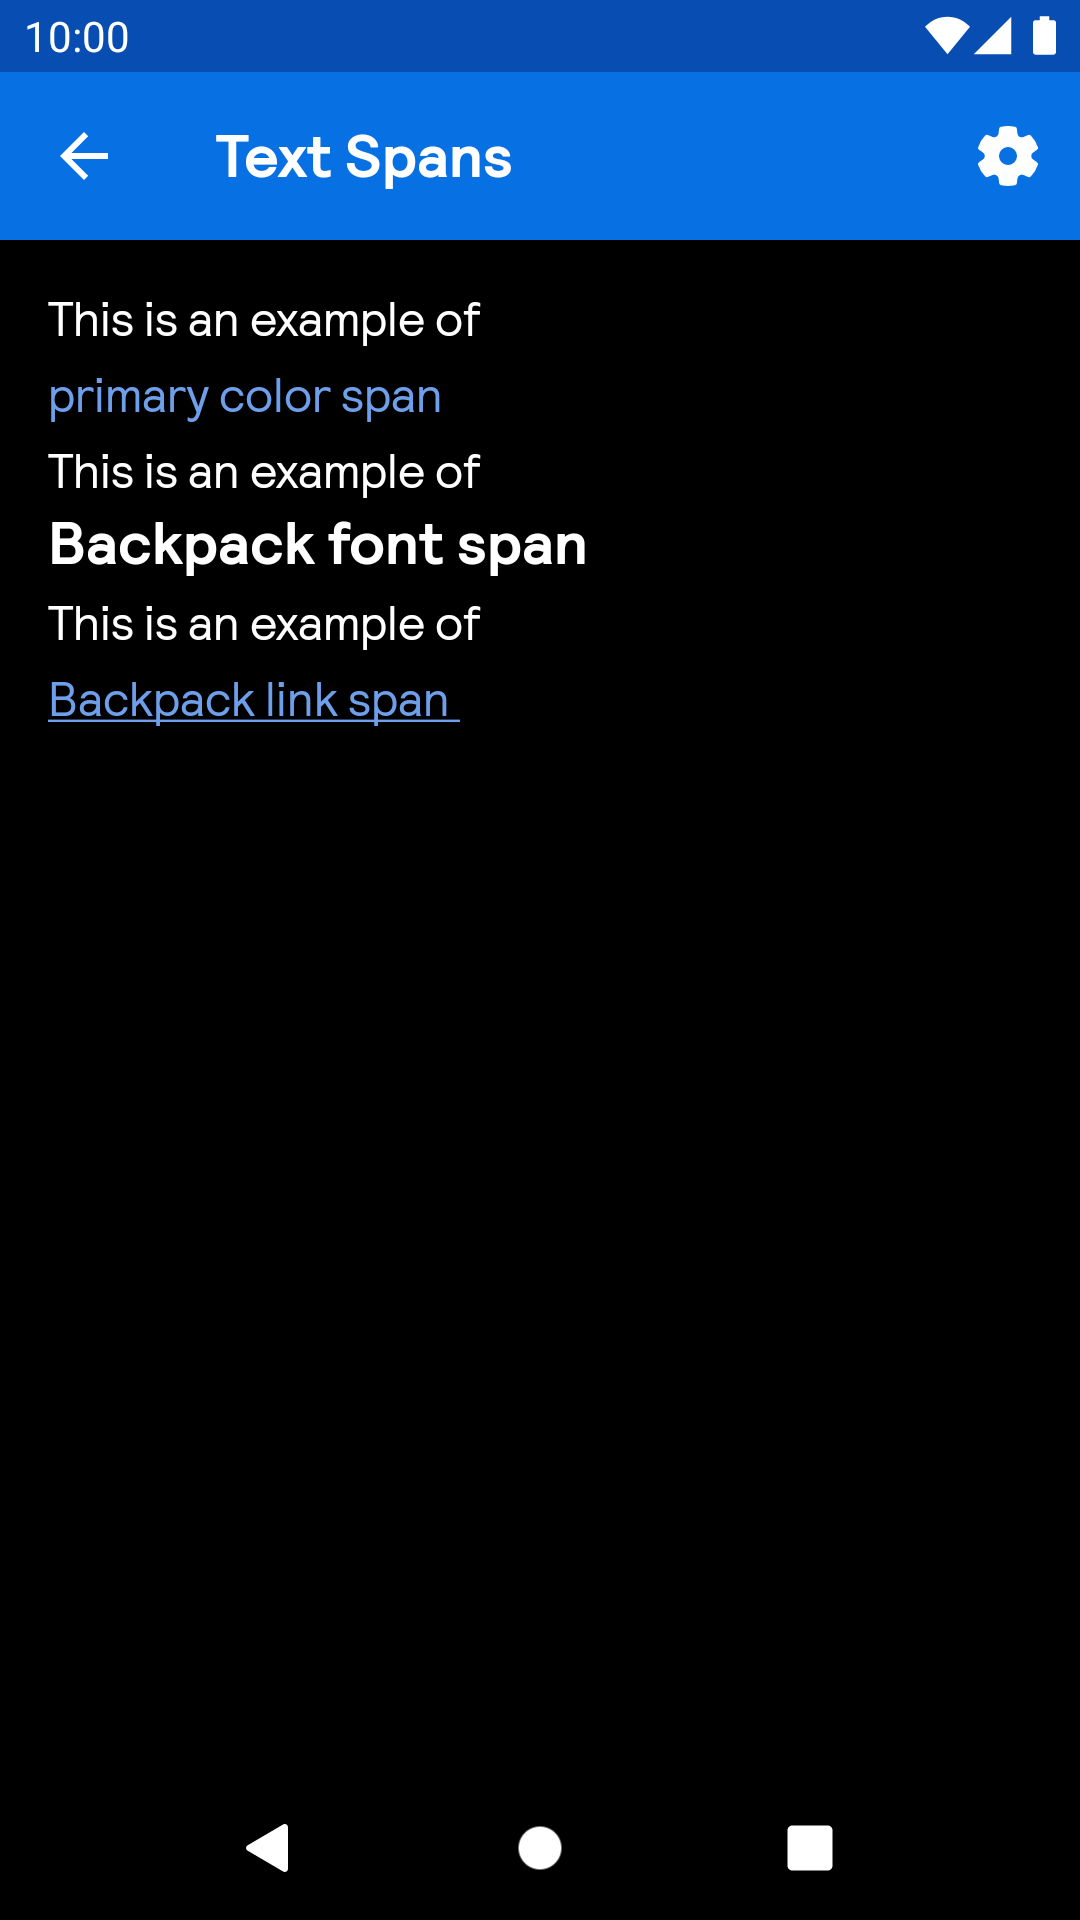 10:00
Text Spans
This is an example of
primary color span
This is an example of
Backpack font span
This is an example of
Backpack link span